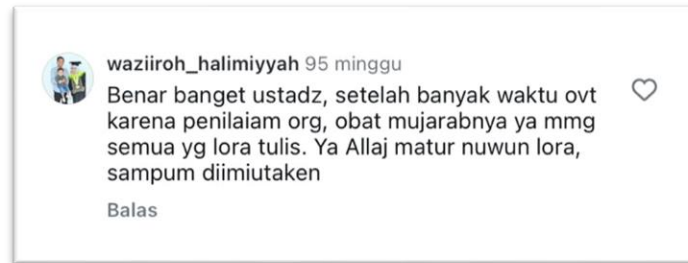 waziiroh_halimiyyah 95 minggu
Benar banget ustadz, setelah banyak waktu ovt
karena penilaiam org, obat mujarabnya ya mmg
semua yg lora tulis. Ya Allaj matur nuwun lora,
sampum diimiutaken
Balas